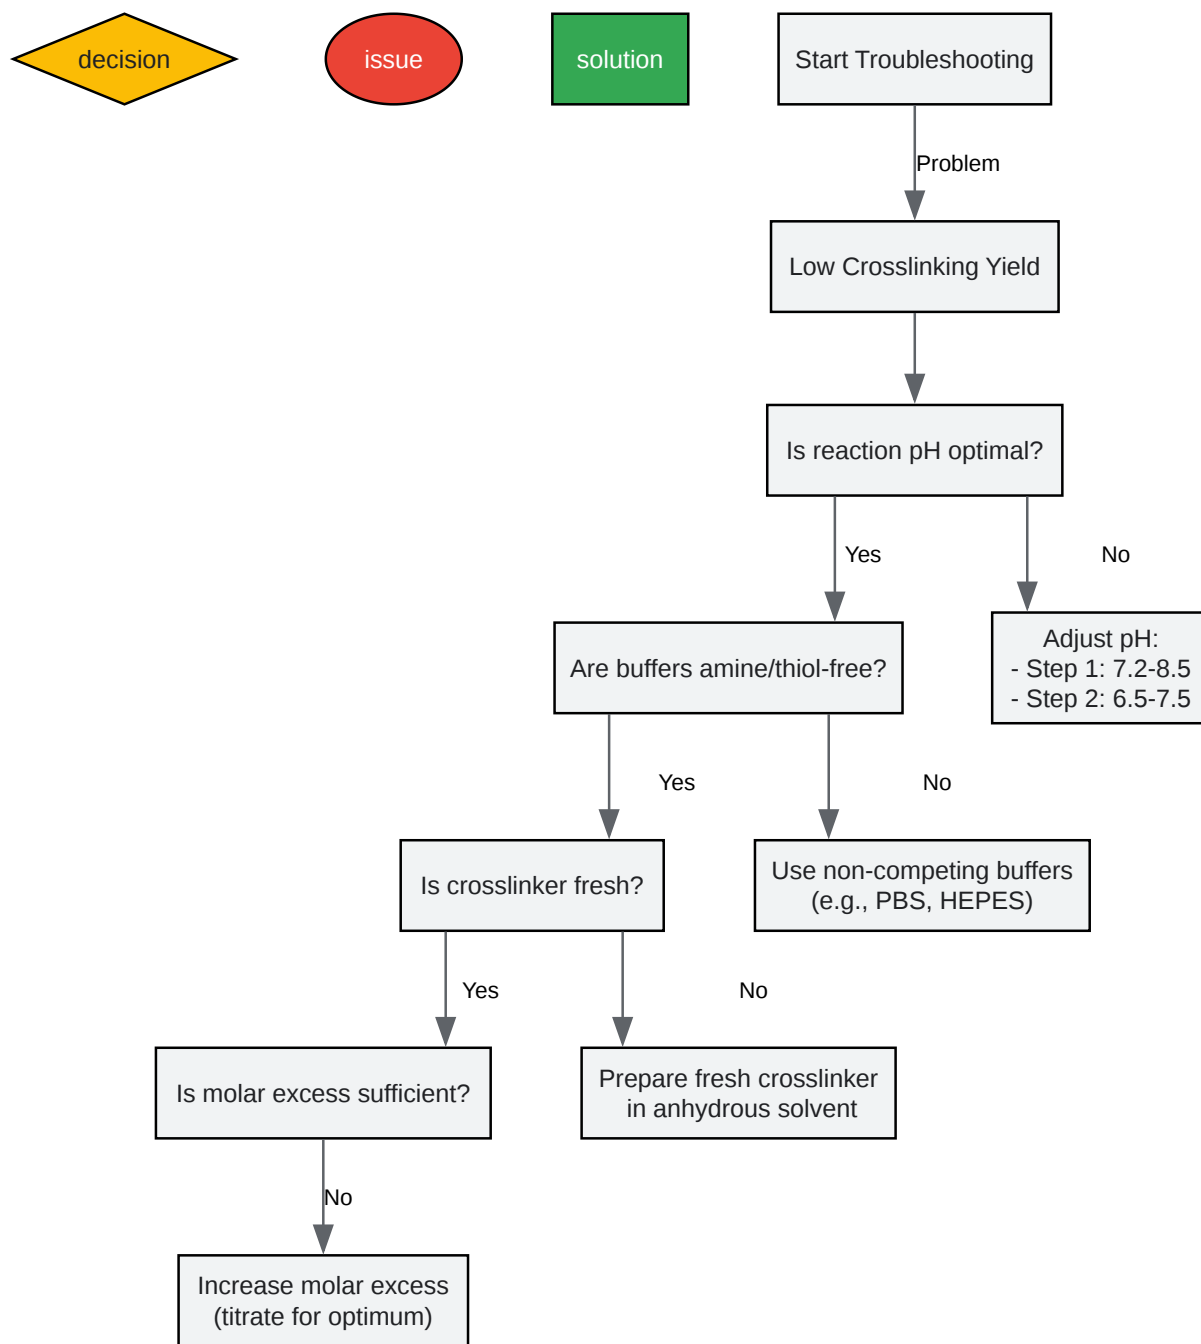 decision
issue
solution
Start Troubleshooting
Problem
Low Crosslinking Yield
Is reaction pH optimal?
Yes
No
Adjust pH:
- Step 1: 7.2-8.5
- Step 2: 6.5-7.5
Are buffers amine/thiol-free?
Yes
No
Use non-competing buffers
(e.g., PBS, HEPES)
Is crosslinker fresh?
Yes
No
Prepare fresh crosslinker
in anhydrous solvent
Is molar excess sufficient?
No
Increase molar excess
(titrate for optimum)